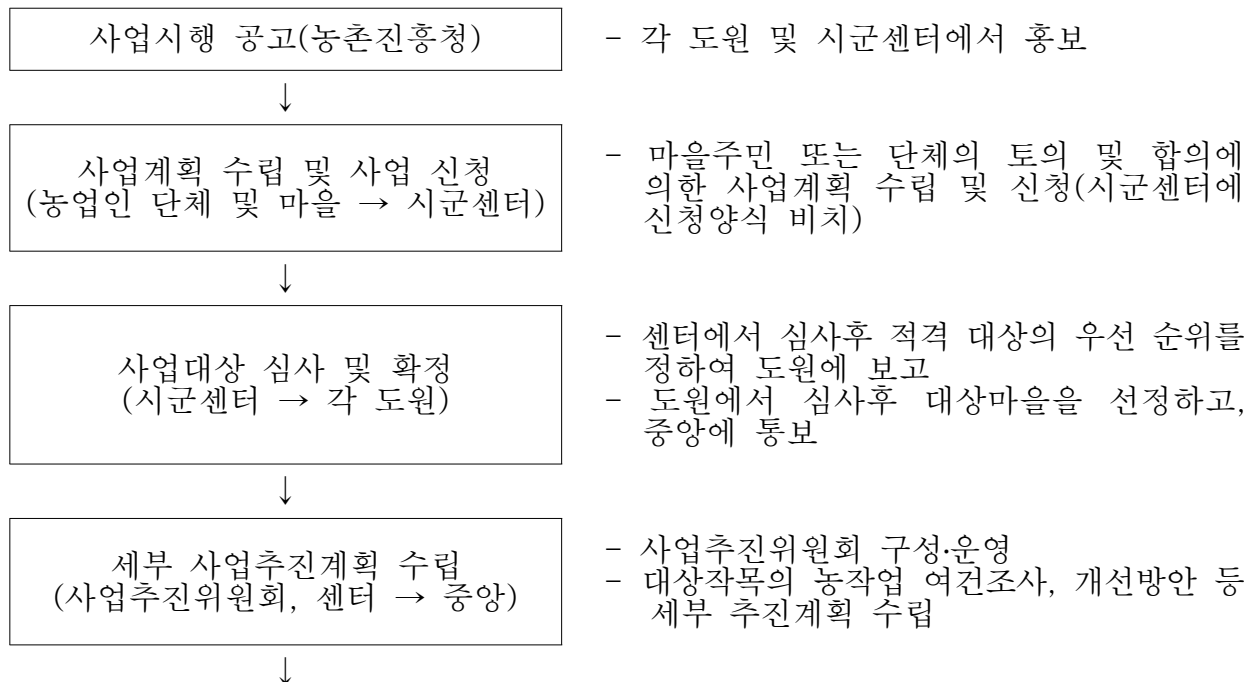 사업시행 공고(농촌진흥청)
- 각 도원 및 시군센터에서 홍보
↓
사업계획 수립 및 사업 신청
(농업인 단체 및 마을 → 시군센터)
- 마을주민 또는 단체의 토의 및 합의에
의한 사업계획 수립 및 신청(시군센터에
신청양식 비치)
↓
사업대상 심사 및 확정
(시군센터 → 각 도원)
- 센터에서 심사후 적격 대상의 우선 순위를
정하여 도원에 보고
- 도원에서 심사후 대상마을을 선정하고,
중앙에 통보
↓
세부 사업추진계획 수립
(사업추진위원회, 센터 → 중앙)
- 사업추진위원회 구성·운영
- 대상작목의 농작업 여건조사, 개선방안 등
세부 추진계획 수립
↓